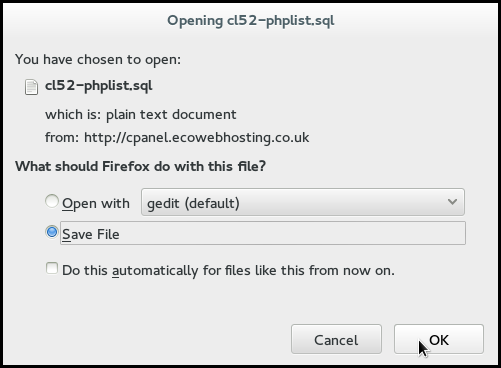 Opening cl52-phplist.sql
You have chosen to open:
cl52-phplist.sql
which is: plain text document
from: http://cpanel.ecowebhosting.co.uk
What should Firefox do with this file?
Open with gedit (default)
Save File
Do this automatically for files like this from now on.
Cancel OK